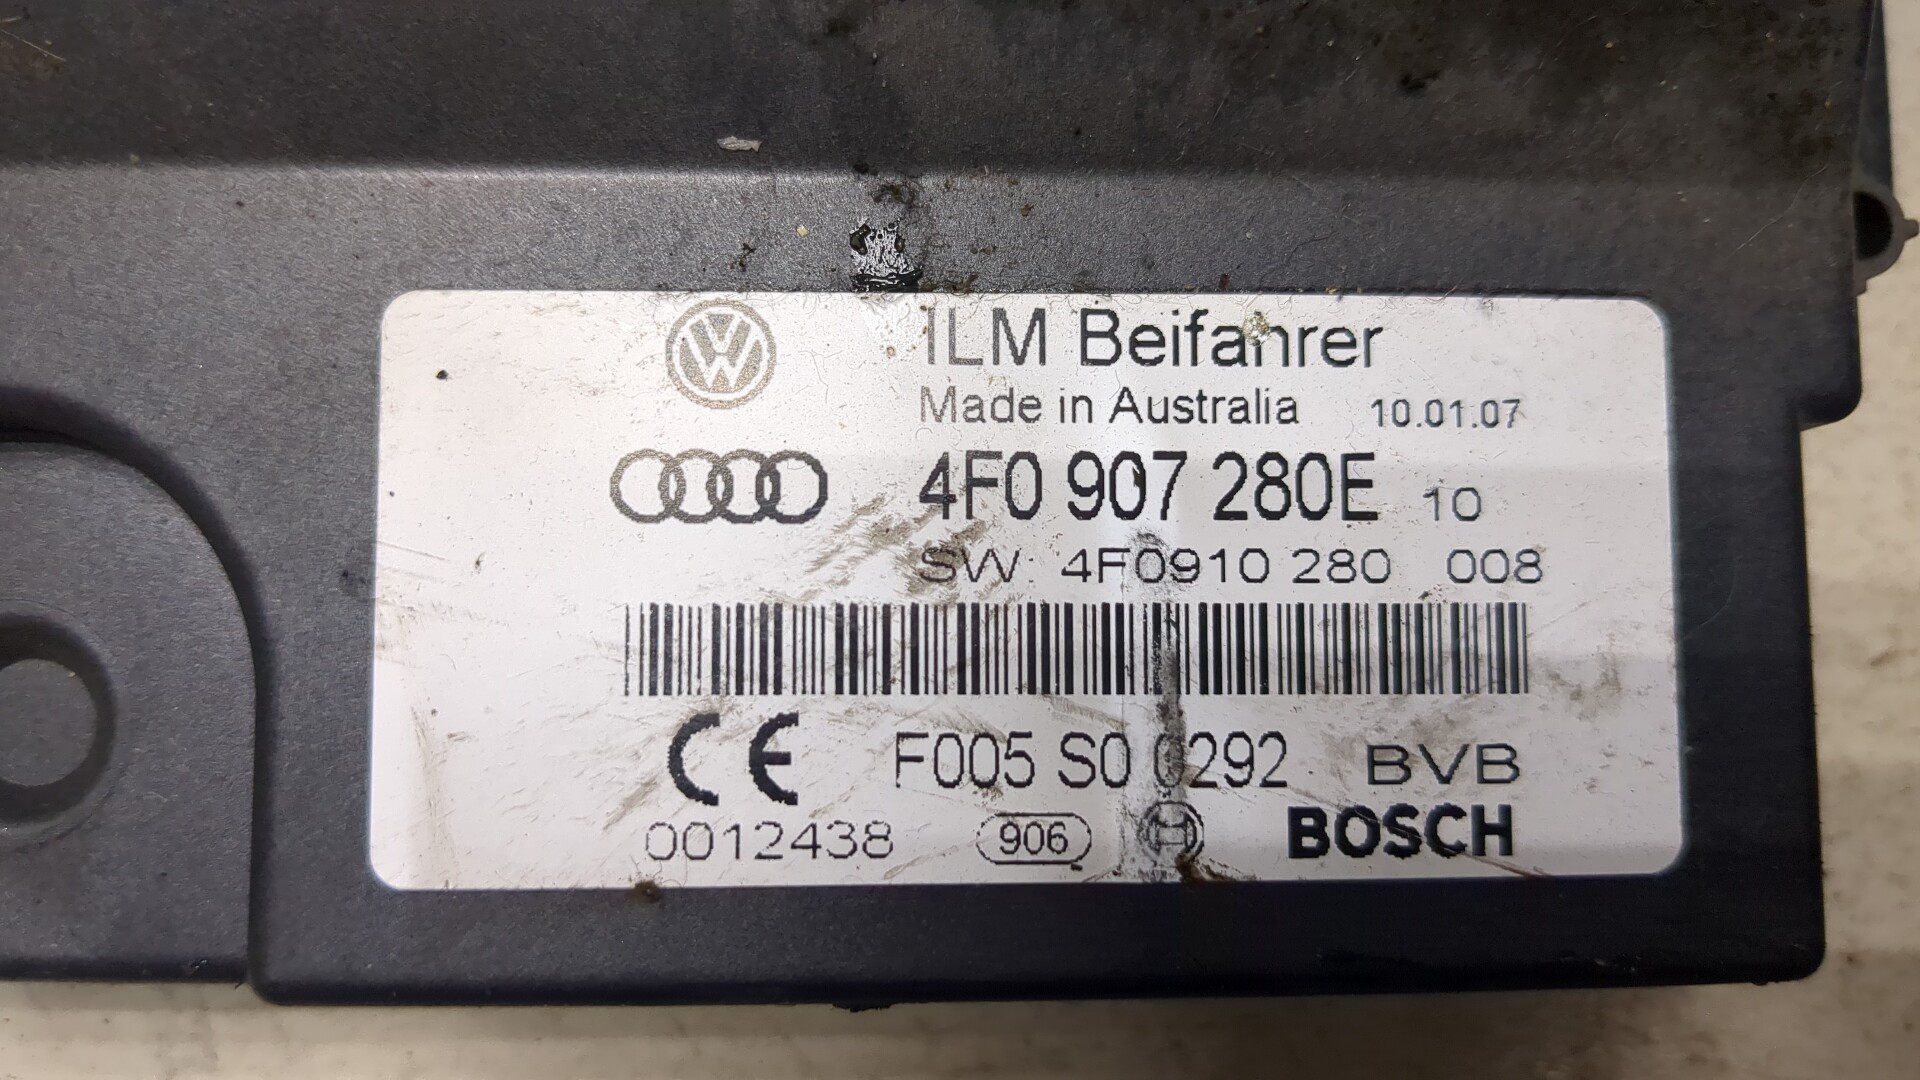 ILM Beifahrer
Made in Australia 10.01.07
4F0 907 280E 10
SW: 4F0910 280 008
CE F005 S0 0292 BVB
0012438 906 BOSCH